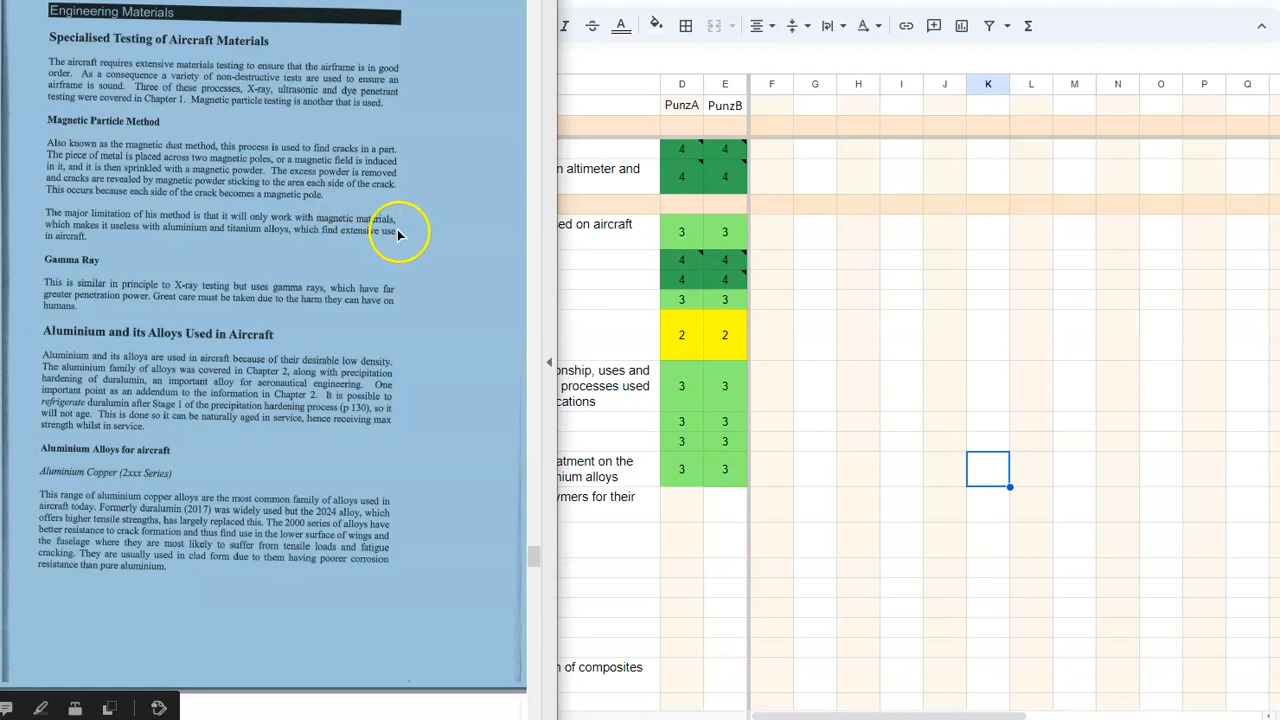 Engineering Materials
Specialised Testing of Aircraft Materials
The aircraft requires extensive materials testing to ensure that the airframe is in good
order. As a consequence a variety of non-destructive tests are used to ensure an
airframe is sound. Three of these processes, X-ray, ultrasonic and dye penetrant
testing were covered in Chapter 1. Magnetic particle testing is another that is used.
Magnetic Particle Method
Also known as the magnetic dust method, this process is used to find cracks in a part.
The piece of metal is placed across two magnetic poles, or a magnetic field is induced
in it, and it is then sprinkled with a magnetic powder. The excess powder is removed
and cracks are revealed by magnetic powder sticking to the area each side of the crack.
This occurs because each side of the crack becomes a magnetic pole.
The major limitation of his method is that it will only work with magnetic materials,
which makes it useless with aluminium and titanium alloys, which find extensive use
in aircraft.
Gamma Ray
This is similar in principle to X-ray testing but uses gamma rays, which have far
greater penetration power. Great care must be taken due to the harm they can have on
humans.
Aluminium and its Alloys Used in Aircraft
Aluminium and its alloys are used in aircraft because of their desirable low density.
The aluminium family of alloys was covered in Chapter 2, along with precipitation
hardening of duralumin, an important alloy for aeronautical engineering. One
important point as an addendum to the information in Chapter 2. It is possible to
refrigerate duralumin after Stage 1 of the precipitation hardening process (p 130), so it
will not age. This is done so it can be naturally aged in service, hence receiving max
strength whilst in service.
Aluminium Alloys for aircraft
Aluminium Copper (2xxx Series)
This range of aluminium copper alloys are the most common family of alloys used in
aircraft today. Formerly duralumin (2017) was widely used but the 2024 alloy, which
offers higher tensile strengths, has largely replaced this. The 2000 series of alloys have
better resistance to crack formation and thus find use in the lower surface of wings and
the fuselage where they are most likely to suffer from tensile loads and fatigue
cracking. They are usually used in clad form due to them having poorer corrosion
resistance than pure aluminium.
D E F G H I J K L M N O P Q
PunzA PunzB
4 4
n altimeter and 4 4
ed on aircraft
3 3
4 4
4 4
3 3
2 2
onship, uses and
processes used 3 3
cations
3 3
3 3
atment on the
nium alloys 3 3
ymers for their
n of composites